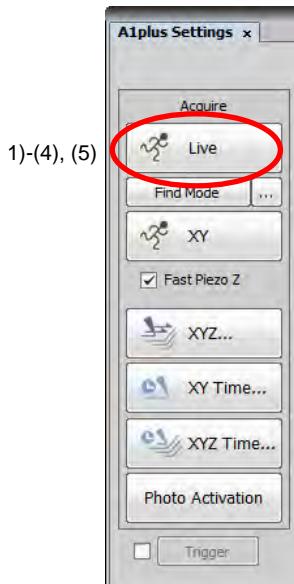 A1plus Settings x
Acquire
1)-(4), (5)
Live
Find Mode ...
XY
Fast Piezo Z
XYZ...
XY Time...
XYZ Time...
Photo Activation
Trigger